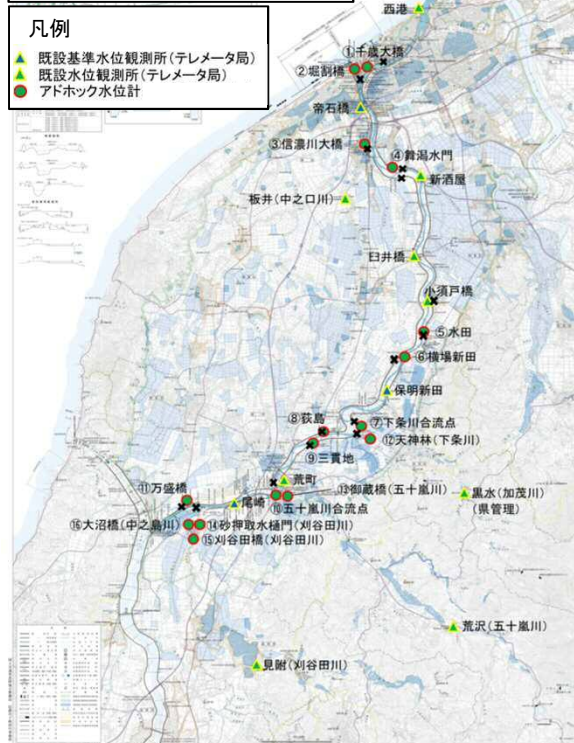 凡例
既設基準水位観測所(テレメータ局)
既設水位観測所(テレメータ局)
アドホック水位計
西港
①千歳大橋
②堀割橋
帝石橋
③信濃川大橋
④舞潟水門
新酒屋
板井(中之口川)
臼井橋
小須戸橋
⑤水田
⑥横場新田
保明新田
⑧荻島
⑦下条川合流点
⑫天神林(下条川)
⑨三貫地
荒町
⑬御蔵橋(五十嵐川)
黒水(加茂川)
(県管理)
⑪万盛橋
尾崎
⑩五十嵐川合流点
⑯大沼橋(中之島川)
⑭砂押取水樋門(刈谷田川)
⑮刈谷田橋(刈谷田川)
荒沢(五十嵐川)
見附(刈谷田川)